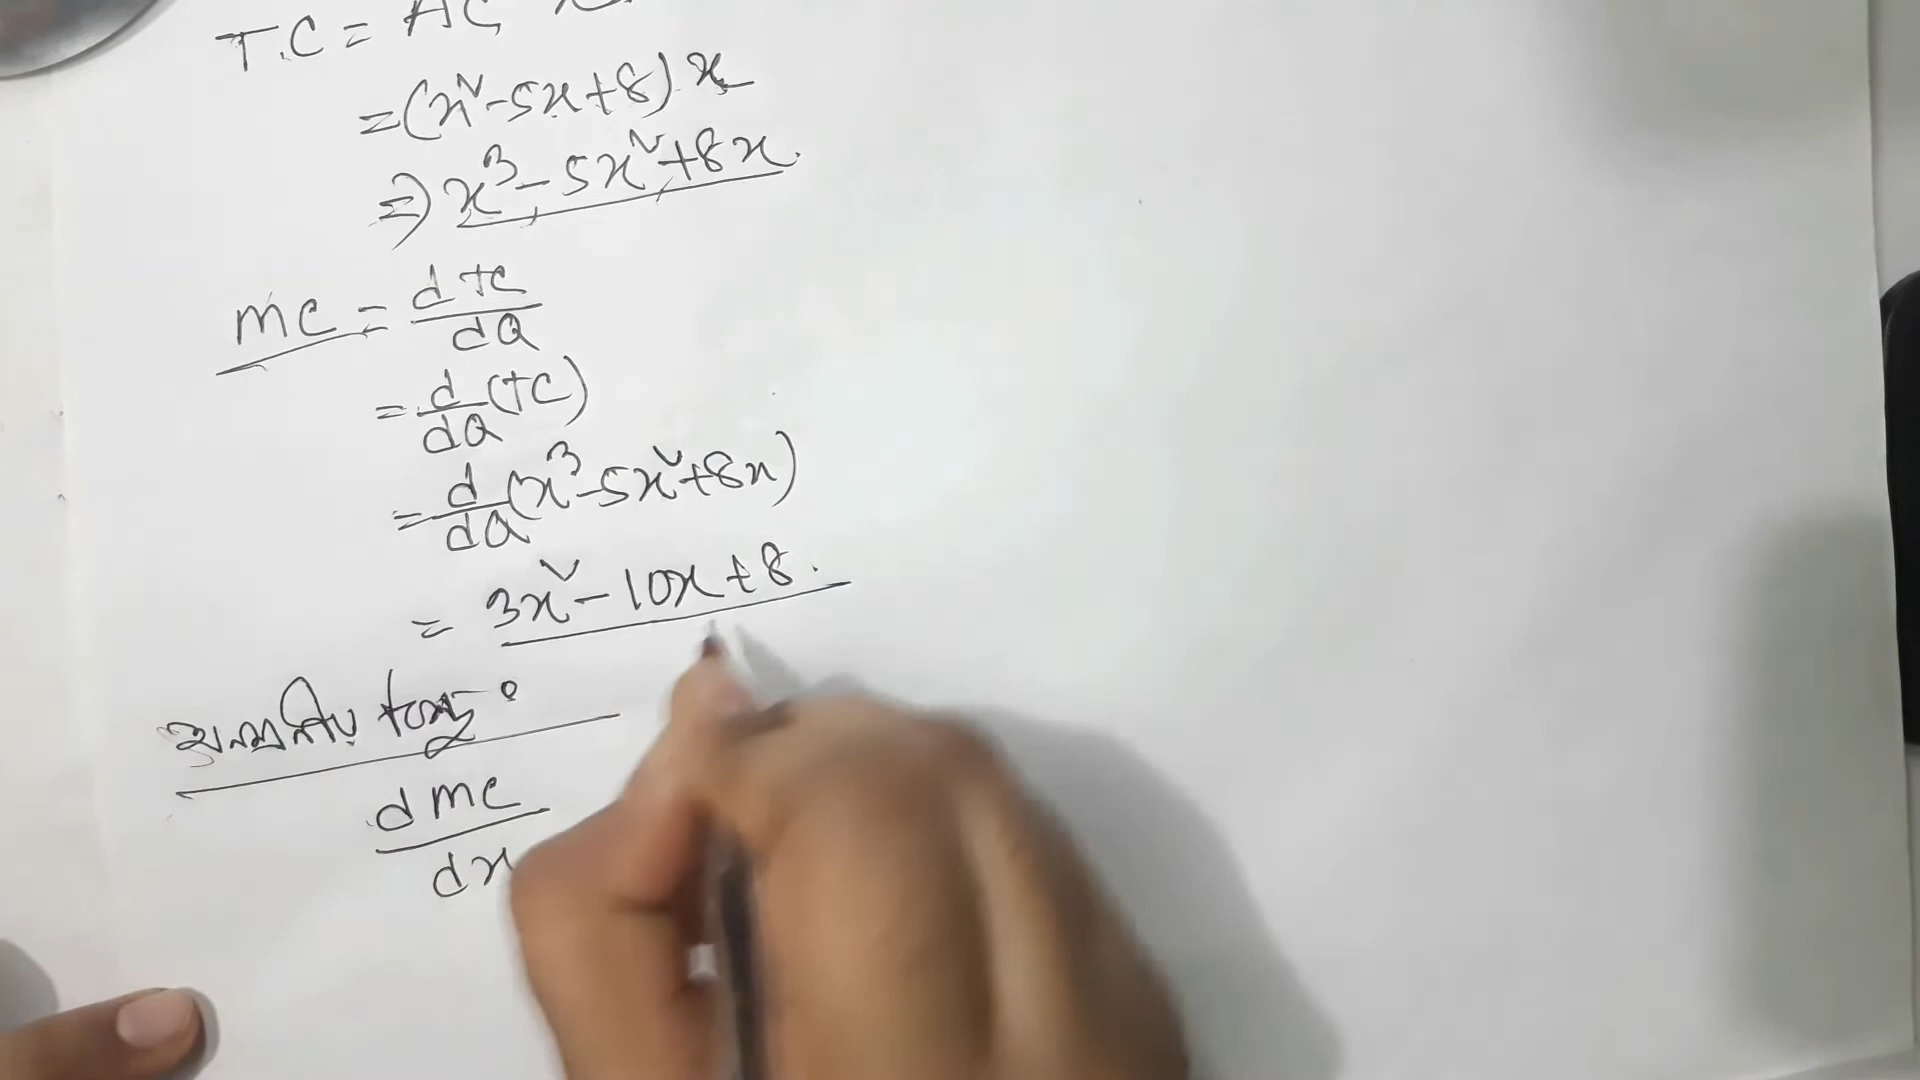 T.C = AC
=(x²-5x+8)x
⇒ x³-5x²+8x.
mc = dTC/dQ
= d/dQ (TC)
= d/dQ (x³-5x²+8x)
= 3x²-10x+8.
dmc/dx